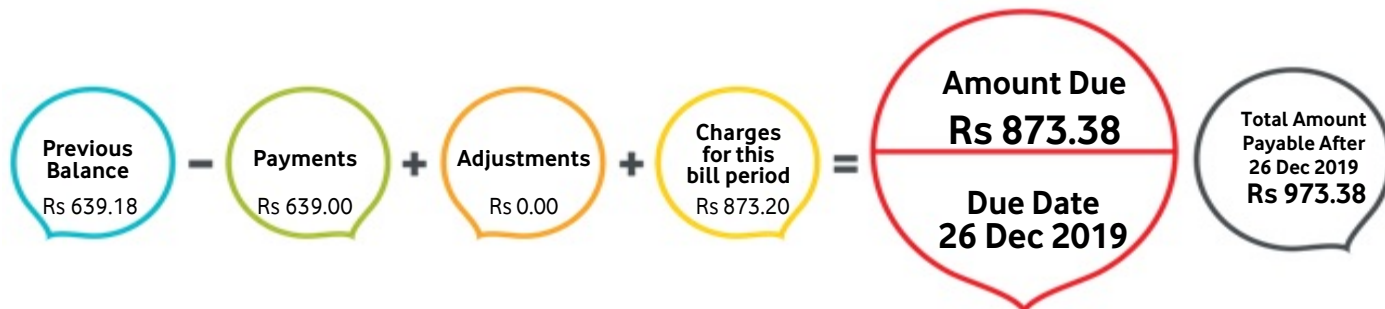 Previous
Balance
Rs 639.18
-
Payments
Rs 639.00
+
Adjustments
Rs 0.00
+
Charges
for this
bill period
Rs 873.20
=
Amount Due
Rs 873.38
Due Date
26 Dec 2019
Total Amount
Payable After
26 Dec 2019
Rs 973.38